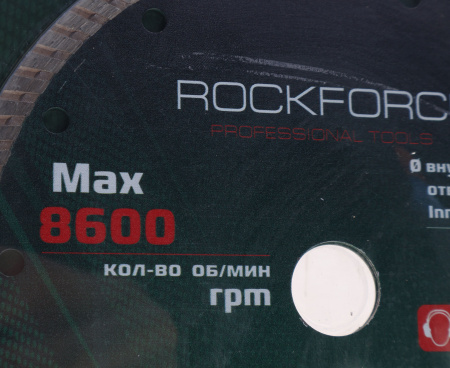 ROCKFORC
PROFESSIONAL TOOLS
Max
8600
кол-во об/мин
rpm
Ø вну
отв
Inn